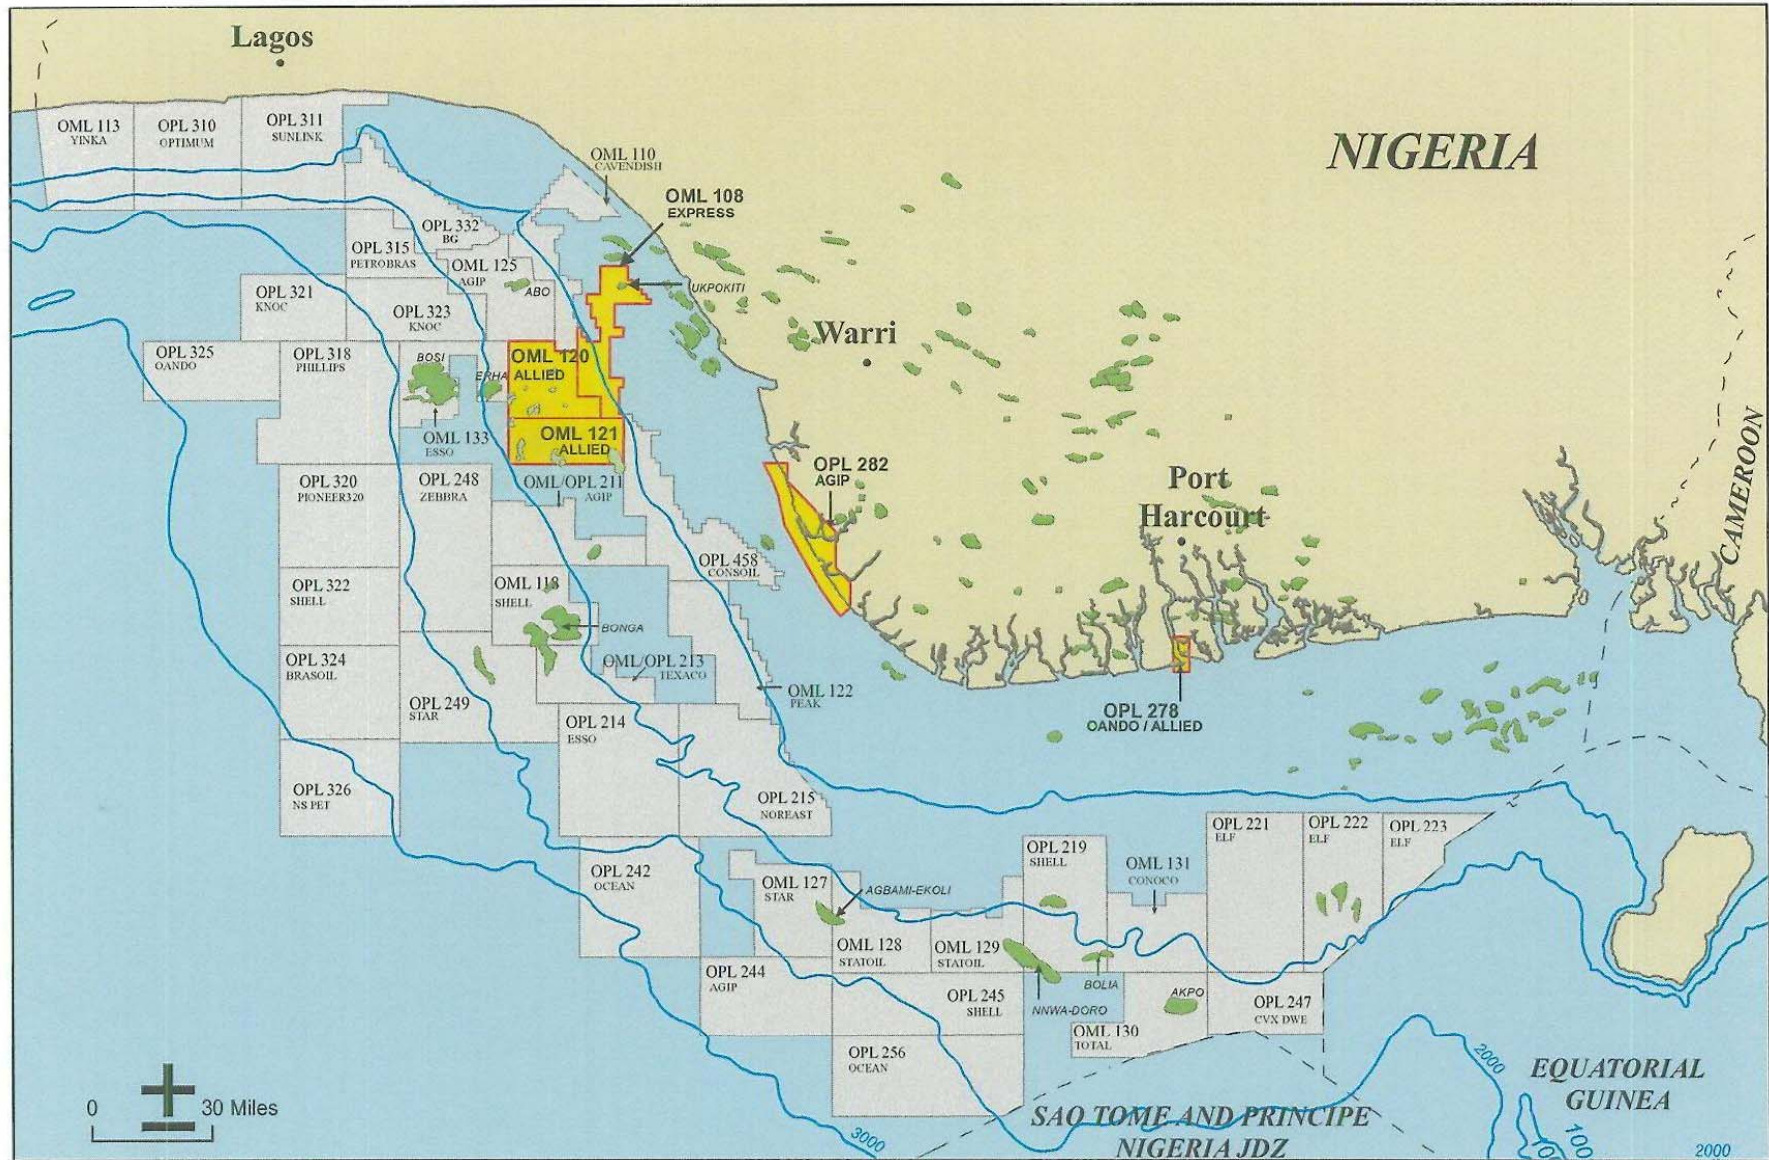 Lagos
NIGERIA
OML 113
YINKA
OPL 310
OPTIMUM
OPL 311
SUNLINK
OML 110
CAVENDISH
OML 108
EXPRESS
OPL 332
BG
OPL 315
PETROBRAS
OML 125
AGIP
ABO
UKPOKITI
OPL 321
KNOC
OPL 323
KNOC
Warri
OPL 325
OANDO
OPL 318
PHILLIPS
BOSI
ERHA
OML 120
ALLIED
OML 133
ESSO
OML 121
ALLIED
OPL 282
AGIP
Port
Harcourt
CAMEROON
OPL 320
PIONEER320
OPL 248
ZEBBRA
OML/OPL 211
AGIP
OPL 458
CONSOIL
OPL 322
SHELL
OML 118
SHELL
BONGA
OPL 324
BRASOIL
OML/OPL 213
TEXACO
OML 122
PEAK
OPL 249
STAR
OPL 214
ESSO
OPL 278
OANDO / ALLIED
OPL 326
NS PET
OPL 215
NOREAST
OPL 221
ELF
OPL 222
ELF
OPL 223
ELF
OPL 219
SHELL
OML 131
CONOCO
OPL 242
OCEAN
OML 127
STAR
AGBAMI-EKOLI
OML 128
STATOIL
OML 129
STATOIL
OPL 244
AGIP
OPL 245
SHELL
BOLIA
NNWA-DORO
AKPO
OPL 247
CVX DWE
OML 130
TOTAL
OPL 256
OCEAN
2000
EQUATORIAL
GUINEA
0 30 Miles
SAO TOME AND PRINCIPE
NIGERIA JDZ
3000
100
2000